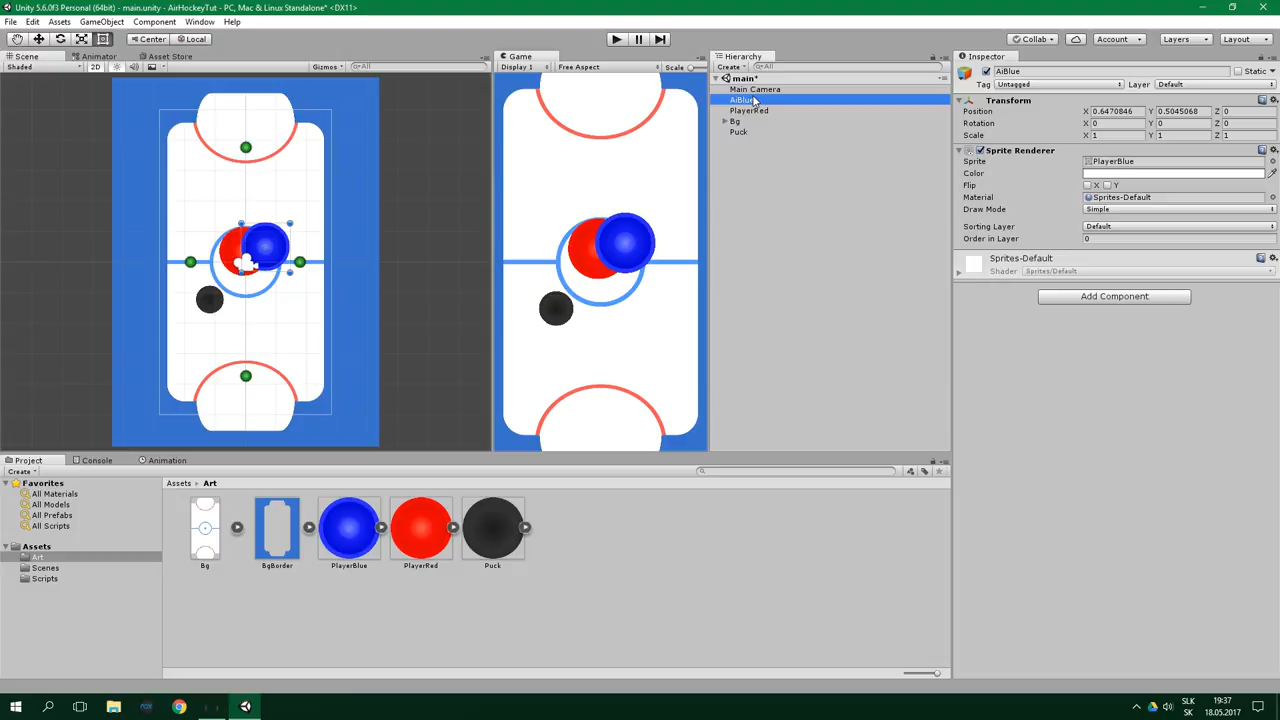 Unity 5.6.0f3 Personal (64bit) - main.unity - AirHockeyTut - PC, Mac & Linux Standalone* <DX11>
File Edit Assets GameObject Component Window Help
Center Local Collab Account Layers Layout
Scene Animator Asset Store
Shaded 2D Gizmos All
Game
Display 1 Free Aspect Scale
Hierarchy
Create All
main*
Main Camera
AiBlue
PlayerRed
Bg
Puck
Inspector
AiBlue Static
Tag Untagged Layer Default
Transform
Position X 0.6470846 Y 0.5045068 Z 0
Rotation X 0 Y 0 Z 0
Scale X 1 Y 1 Z 1
Sprite Renderer
Sprite PlayerBlue
Color
Flip X Y
Material Sprites-Default
Draw Mode Simple
Sorting Layer Default
Order in Layer 0
Sprites-Default
Shader Sprites/Default
Add Component
Project Console Animation
Create
Favorites
All Materials
All Models
All Prefabs
All Scripts
Assets
Art
Scenes
Scripts
Assets Art
Bg BgBorder PlayerBlue PlayerRed Puck
SLK 19:37
SK 18.05.2017